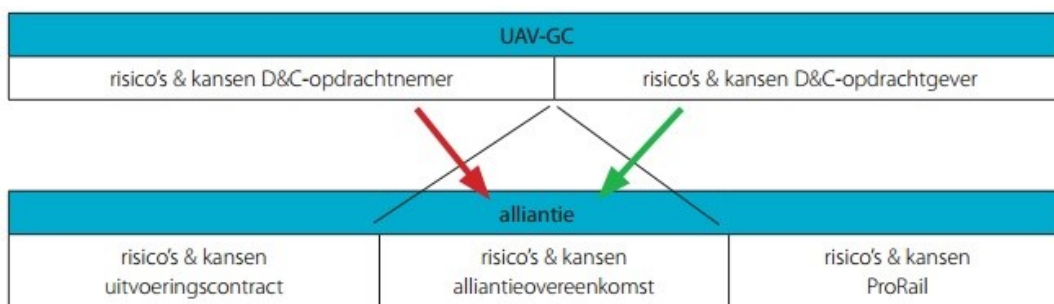 UAV-GC
risico's & kansen D&C-opdrachtnemer
risico's & kansen D&C-opdrachtgever
alliantie
risico's & kansen
uitvoeringscontract
risico's & kansen
alliantieovereenkomst
risico's & kansen
ProRail